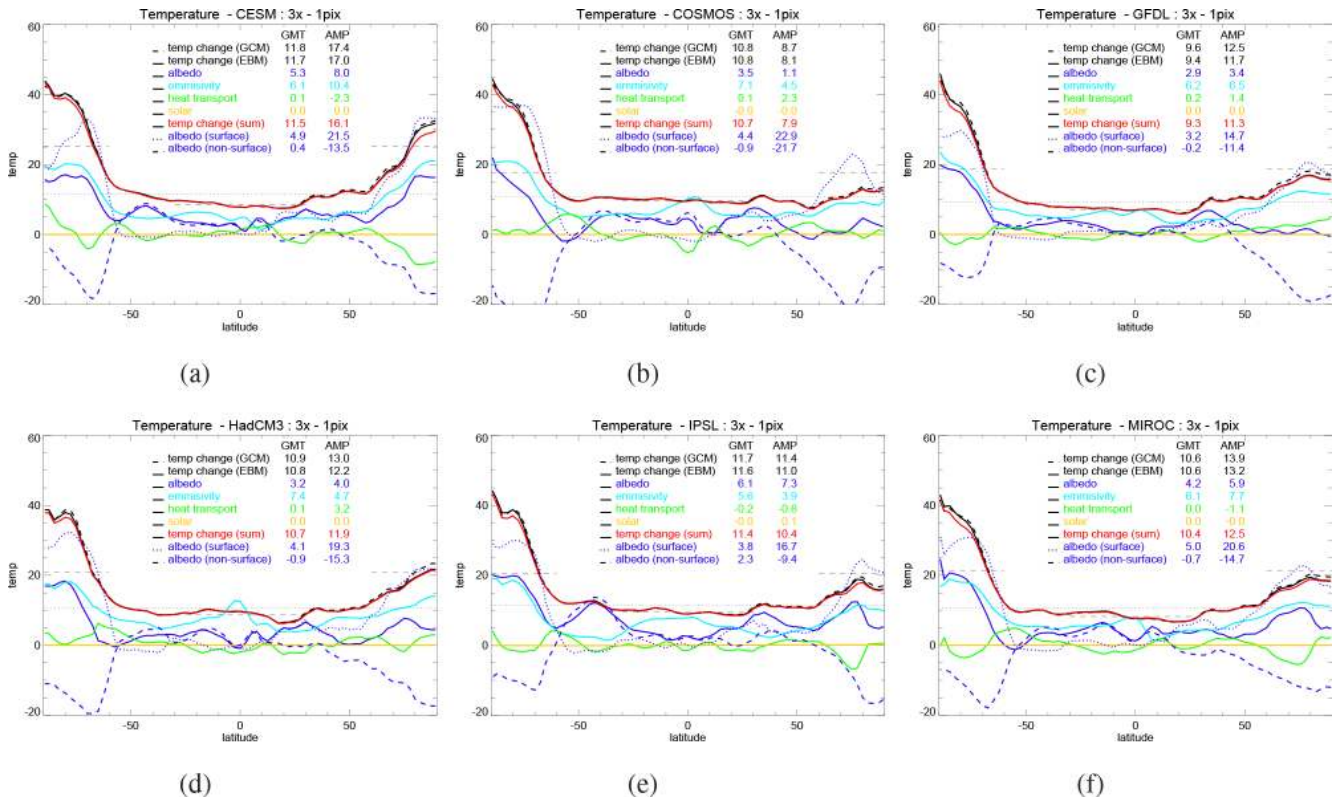 Temperature - CESM : 3x - 1pix
GMT AMP
temp change (GCM) 11.8 17.4
temp change (EBM) 11.7 17.0
albedo 5.3 8.0
emmisivity 6.1 10.4
heat transport 0.1 -2.3
solar 0.0 0.0
temp change (sum) 11.5 16.1
albedo (surface) 4.9 21.5
albedo (non-surface) 0.4 -13.5
60
40
20
0
-20
temp
-50 0 50
latitude
(a)
Temperature - COSMOS : 3x - 1pix
GMT AMP
temp change (GCM) 10.8 8.7
temp change (EBM) 10.8 8.1
albedo 3.5 1.1
emmisivity 7.1 4.5
heat transport 0.1 2.3
solar -0.0 -0.0
temp change (sum) 10.7 7.9
albedo (surface) 4.4 22.9
albedo (non-surface) -0.9 -21.7
60
40
20
0
-20
temp
-50 0 50
latitude
(b)
Temperature - GFDL : 3x - 1pix
GMT AMP
temp change (GCM) 9.6 12.5
temp change (EBM) 9.4 11.7
albedo 2.9 3.4
emmisivity 6.2 6.5
heat transport 0.2 1.4
solar 0.0 0.0
temp change (sum) 9.3 11.3
albedo (surface) 3.2 14.7
albedo (non-surface) -0.2 -11.4
60
40
20
0
-20
temp
-50 0 50
latitude
(c)
Temperature - HadCM3 : 3x - 1pix
GMT AMP
temp change (GCM) 10.9 13.0
temp change (EBM) 10.8 12.2
albedo 3.2 4.0
emmisivity 7.4 4.7
heat transport 0.1 3.2
solar 0.0 0.0
temp change (sum) 10.7 11.9
albedo (surface) 4.1 19.3
albedo (non-surface) -0.9 -15.3
60
40
20
0
-20
temp
-50 0 50
latitude
(d)
Temperature - IPSL : 3x - 1pix
GMT AMP
temp change (GCM) 11.7 11.4
temp change (EBM) 11.6 11.0
albedo 6.1 7.3
emmisivity 5.6 3.9
heat transport -0.2 -0.8
solar -0.0 0.1
temp change (sum) 11.4 10.4
albedo (surface) 3.8 16.7
albedo (non-surface) 2.3 -9.4
60
40
20
0
-20
temp
-50 0 50
latitude
(e)
Temperature - MIROC : 3x - 1pix
GMT AMP
temp change (GCM) 10.6 13.9
temp change (EBM) 10.6 13.2
albedo 4.2 5.9
emmisivity 6.1 7.7
heat transport 0.0 -1.1
solar 0.0 -0.0
temp change (sum) 10.4 12.5
albedo (surface) 5.0 20.6
albedo (non-surface) -0.7 -14.7
60
40
20
0
-20
temp
-50 0 50
latitude
(f)